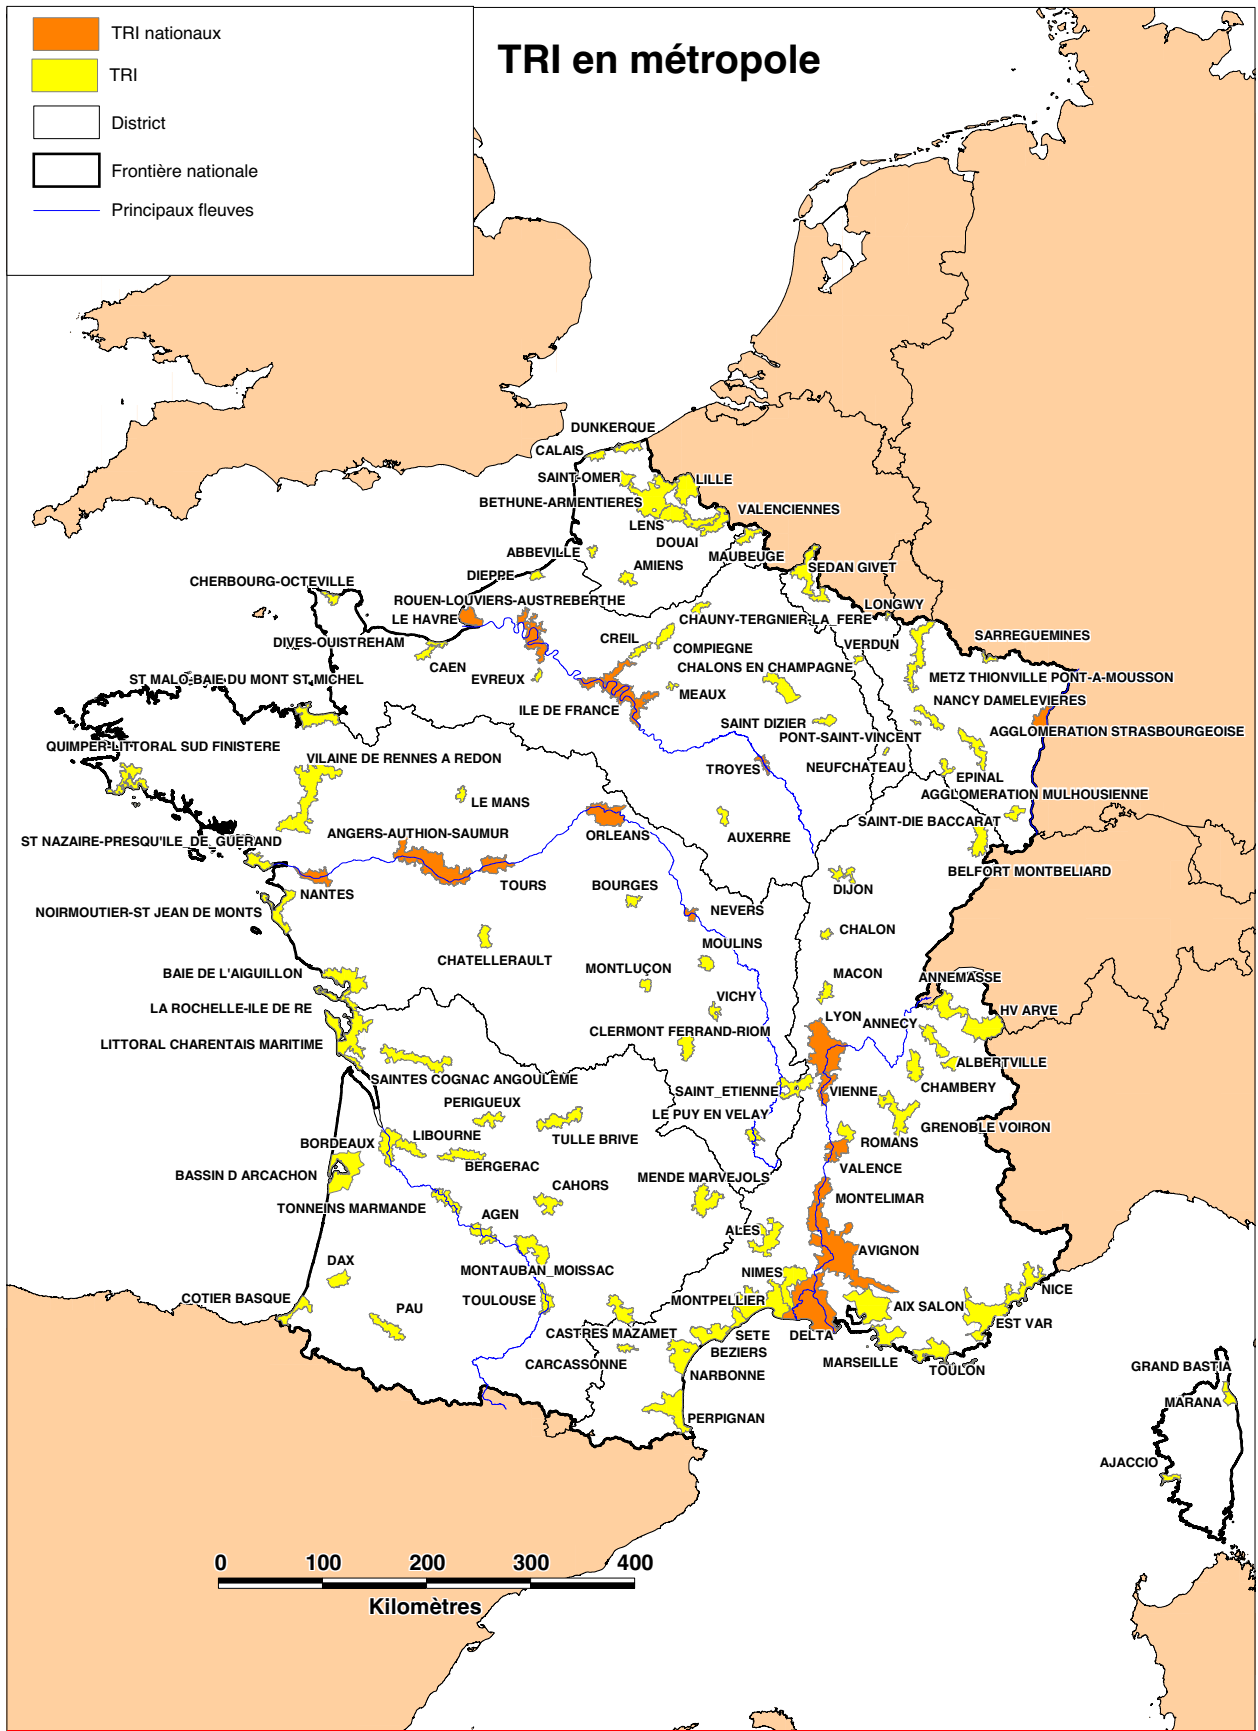 TRI nationaux
TRI
District
Frontière nationale
Principaux fleuves
TRI en métropole
DUNKERQUE
CALAIS
SAINT-OMER
LILLE
BETHUNE-ARMENTIERES
VALENCIENNES
LENS
DOUAI
ABBEVILLE
MAUBEUGE
AMIENS
SEDAN GIVET
DIEPPE
CHERBOURG-OCTEVILLE
ROUEN-LOUVIERS-AUSTREBERTHE
LONGWY
LE HAVRE
CHAUNY-TERGNIER-LA_FERE
DIVES-OUISTREHAM
CREIL
COMPIEGNE
VERDUN
SARREGUEMINES
CAEN
CHALONS EN CHAMPAGNE
EVREUX
ST MALO-BAIE DU MONT ST MICHEL
METZ THIONVILLE PONT-A-MOUSSON
MEAUX
NANCY DAMELEVIERES
ILE DE FRANCE
SAINT DIZIER
AGGLOMERATION STRASBOURGEOISE
PONT-SAINT-VINCENT
QUIMPER-LITTORAL SUD FINISTERE
VILAINE DE RENNES A REDON
TROYES
NEUFCHATEAU
EPINAL
LE MANS
AGGLOMERATION MULHOUSIENNE
SAINT-DIE BACCARAT
ANGERS-AUTHION-SAUMUR
ORLEANS
AUXERRE
ST NAZAIRE-PRESQU'ILE_DE_GUERAND
BELFORT MONTBELIARD
NANTES
TOURS
BOURGES
DIJON
NOIRMOUTIER-ST JEAN DE MONTS
NEVERS
CHALON
MOULINS
CHATELLERAULT
MONTLUÇON
BAIE DE L'AIGUILLON
MACON
ANNEMASSE
VICHY
LA ROCHELLE-ILE DE RE
HV ARVE
LYON
ANNECY
CLERMONT FERRAND-RIOM
LITTORAL CHARENTAIS MARITIME
ALBERTVILLE
SAINTES COGNAC ANGOULEME
CHAMBERY
SAINT_ETIENNE
VIENNE
PERIGUEUX
LE PUY EN VELAY
GRENOBLE VOIRON
LIBOURNE
TULLE BRIVE
BORDEAUX
ROMANS
BERGERAC
VALENCE
BASSIN D ARCACHON
MENDE MARVEJOLS
CAHORS
MONTELIMAR
TONNEINS MARMANDE
AGEN
ALES
AVIGNON
DAX
MONTAUBAN_MOISSAC
NIMES
NICE
COTIER BASQUE
TOULOUSE
MONTPELLIER
PAU
AIX SALON
EST VAR
CASTRES MAZAMET
SETE
DELTA
BEZIERS
MARSEILLE
CARCASSONNE
TOULON
NARBONNE
GRAND BASTIA
MARANA
PERPIGNAN
AJACCIO
0 100 200 300 400
Kilomètres